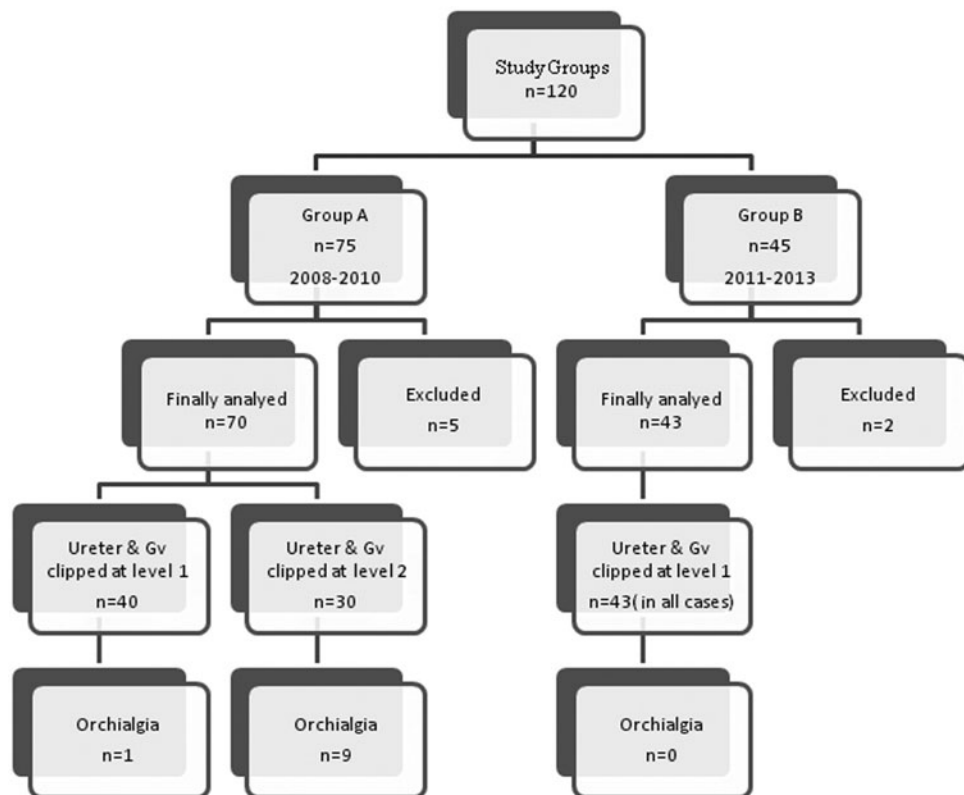 Study Groups
n=120
Group A
n=75
2008-2010
Group B
n=45
2011-2013
Finally analyed
n=70
Excluded
n=5
Finally analyed
n=43
Excluded
n=2
Ureter & Gv
clipped at level 1
n=40
Ureter & Gv
clipped at level 2
n=30
Ureter & Gv
clipped at level 1
n=43( in all cases)
Orchialgia
n=1
Orchialgia
n=9
Orchialgia
n=0